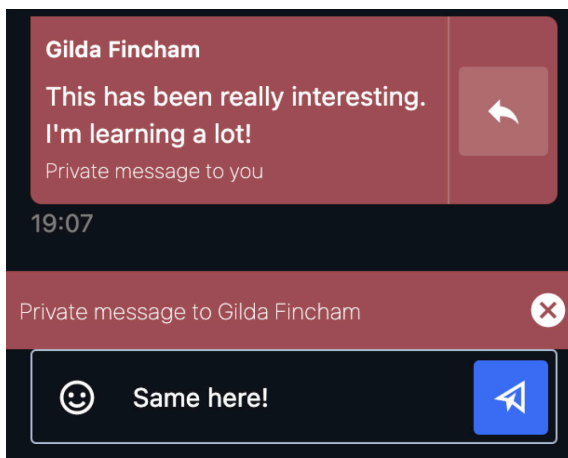 Gilda Fincham
This has been really interesting.
I'm learning a lot!
Private message to you
19:07
Private message to Gilda Fincham
Same here!